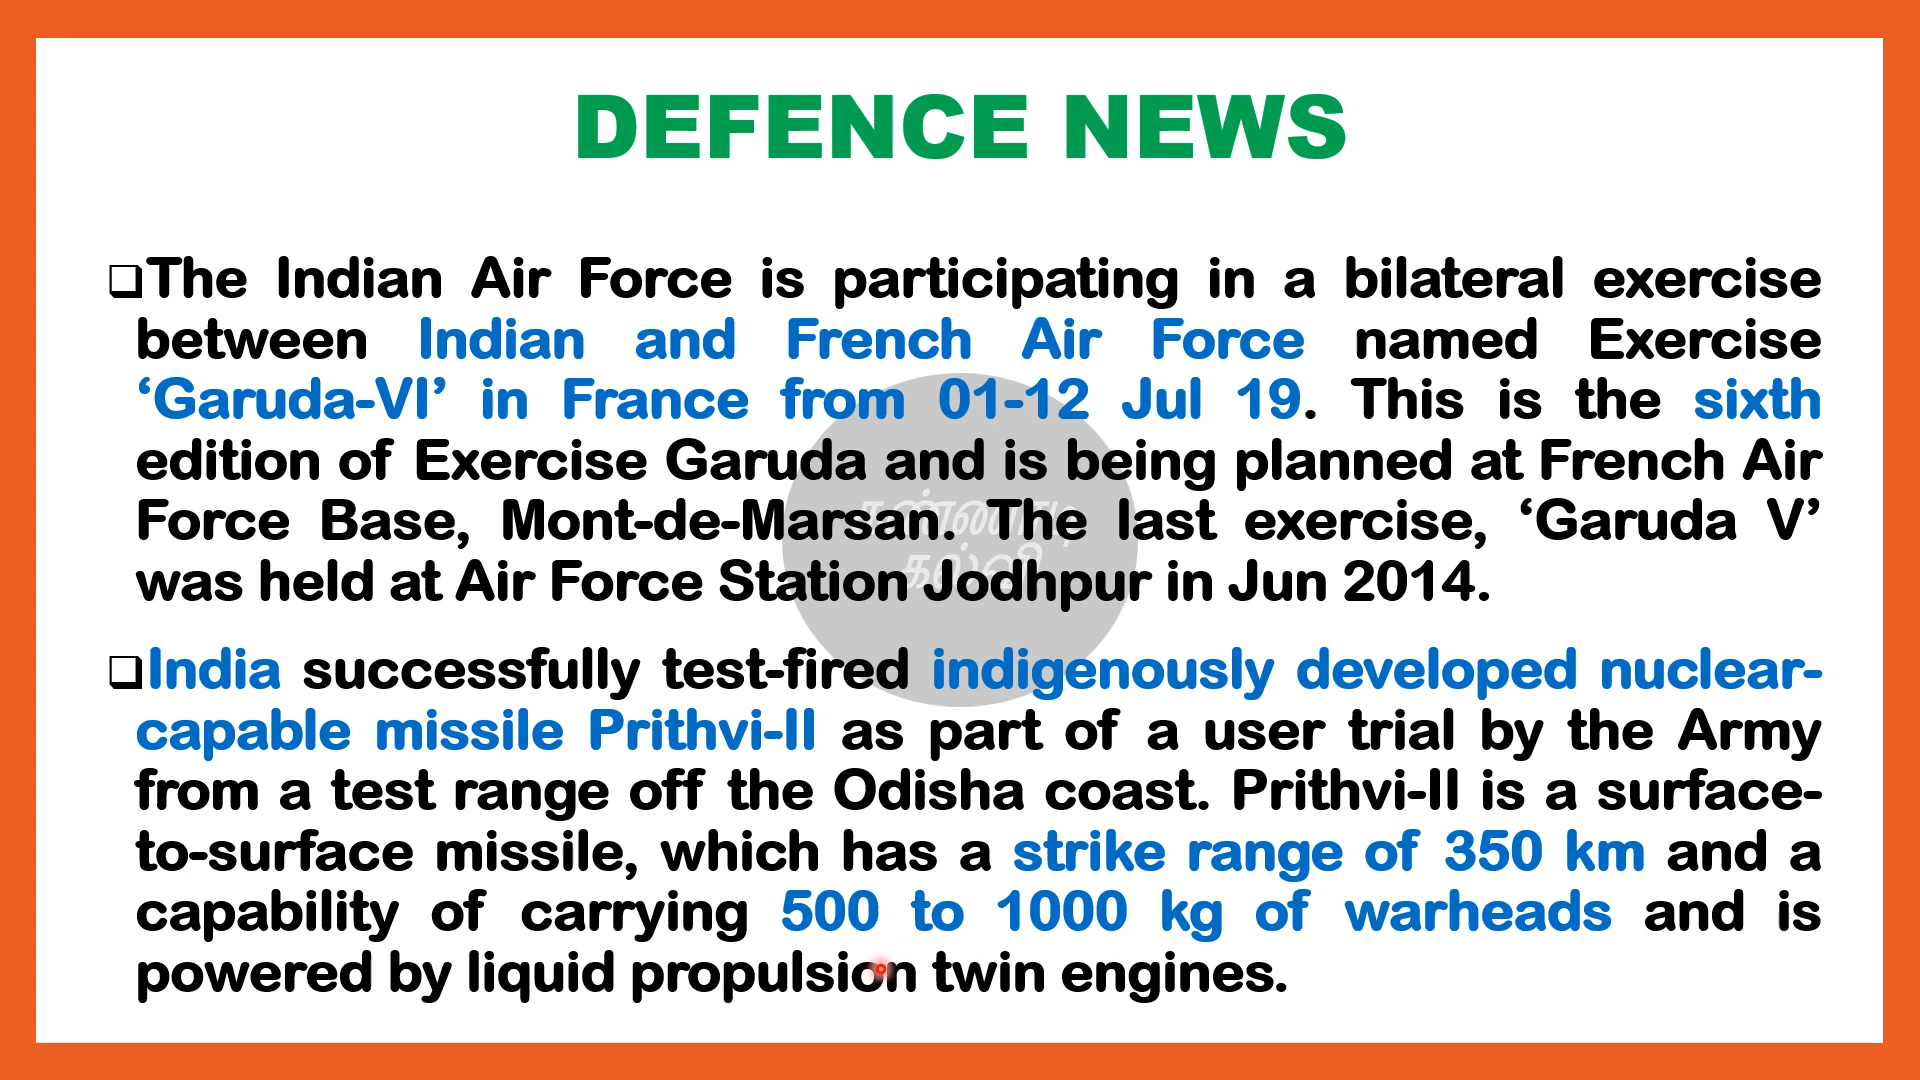 DEFENCE NEWS
❑The Indian Air Force is participating in a bilateral exercise
between Indian and French Air Force named Exercise
‘Garuda-VI’ in France from 01-12 Jul 19. This is the sixth
edition of Exercise Garuda and is being planned at French Air
Force Base, Mont-de-Marsan. The last exercise, ‘Garuda V’
was held at Air Force Station Jodhpur in Jun 2014.
❑India successfully test-fired indigenously developed nuclear-
capable missile Prithvi-II as part of a user trial by the Army
from a test range off the Odisha coast. Prithvi-II is a surface-
to-surface missile, which has a strike range of 350 km and a
capability of carrying 500 to 1000 kg of warheads and is
powered by liquid propulsion twin engines.